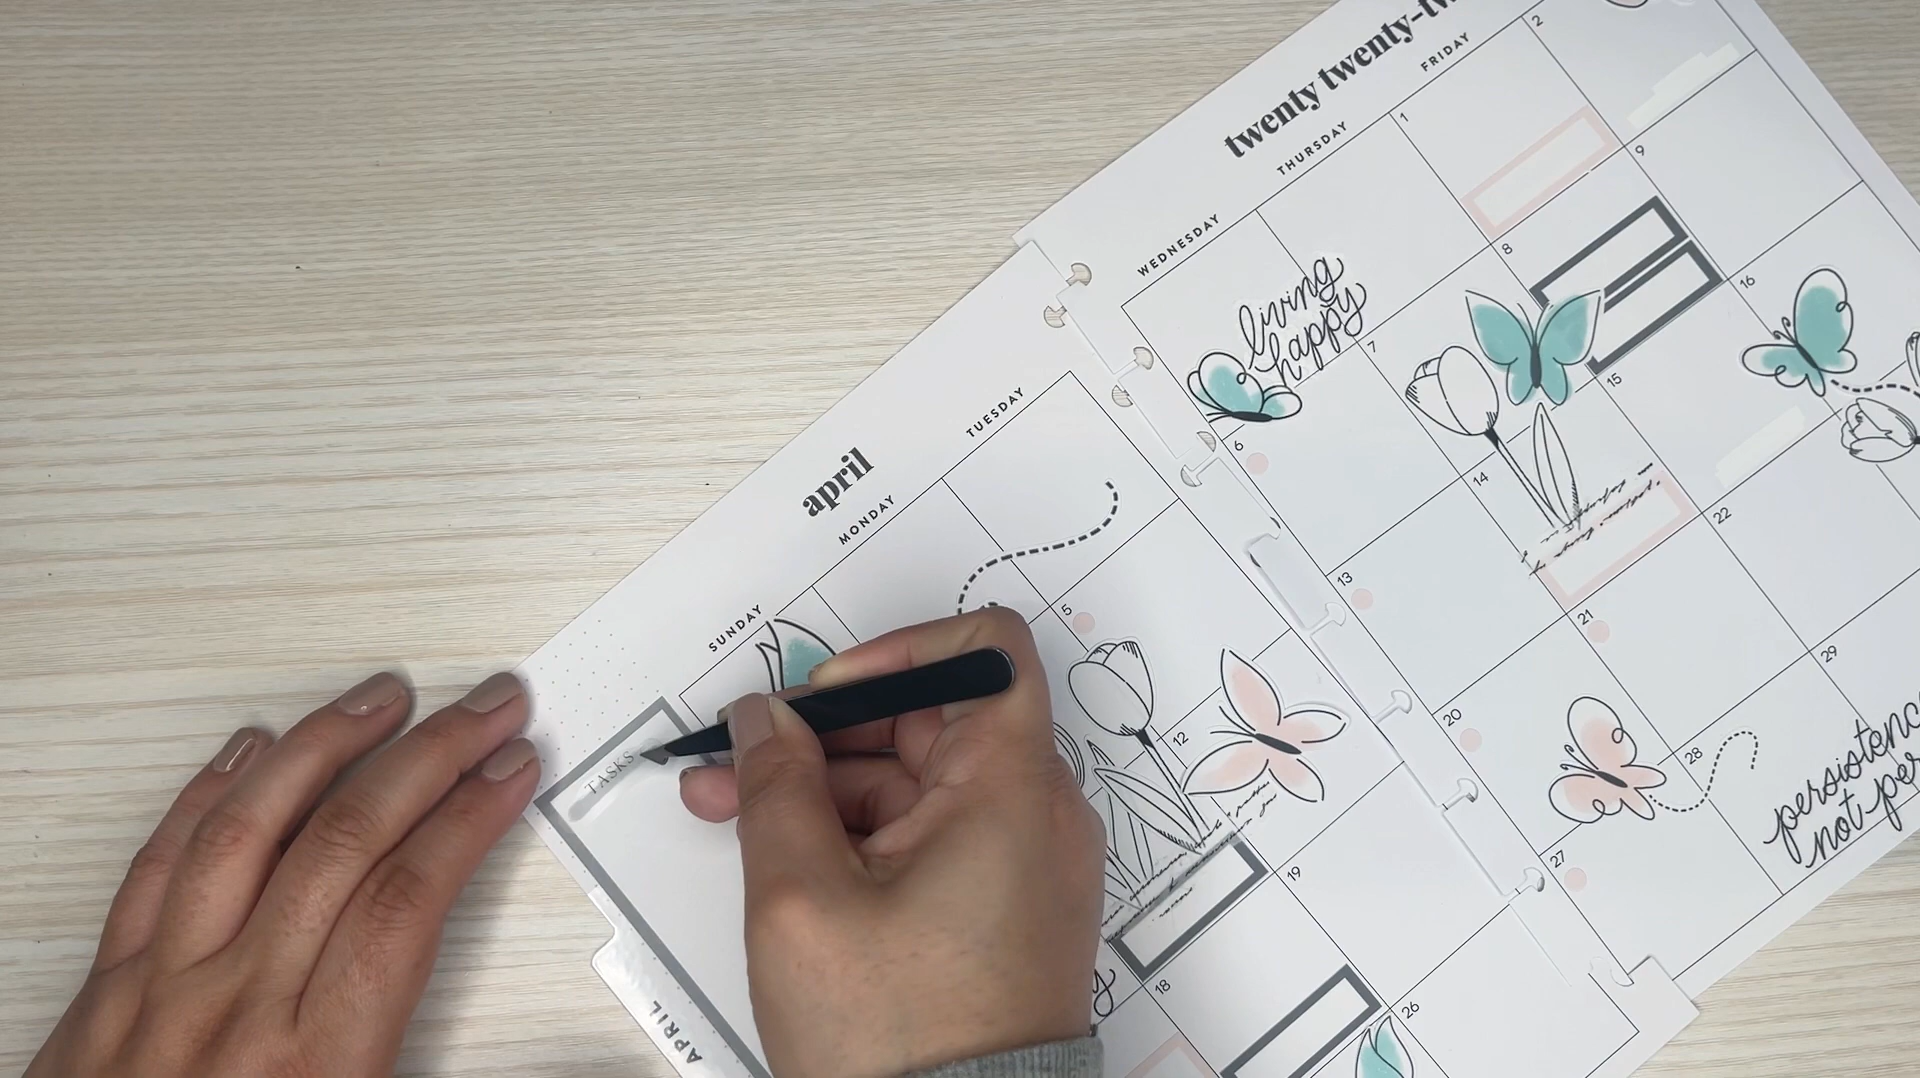 april
twenty twenty-tw
SUNDAY
MONDAY
TUESDAY
WEDNESDAY
THURSDAY
FRIDAY
TASKS
1
2
living
happy
5
6
7
8
9
12
13
14
15
16
18
19
20
21
22
26
27
28
29
persistenc
not per
APRIL